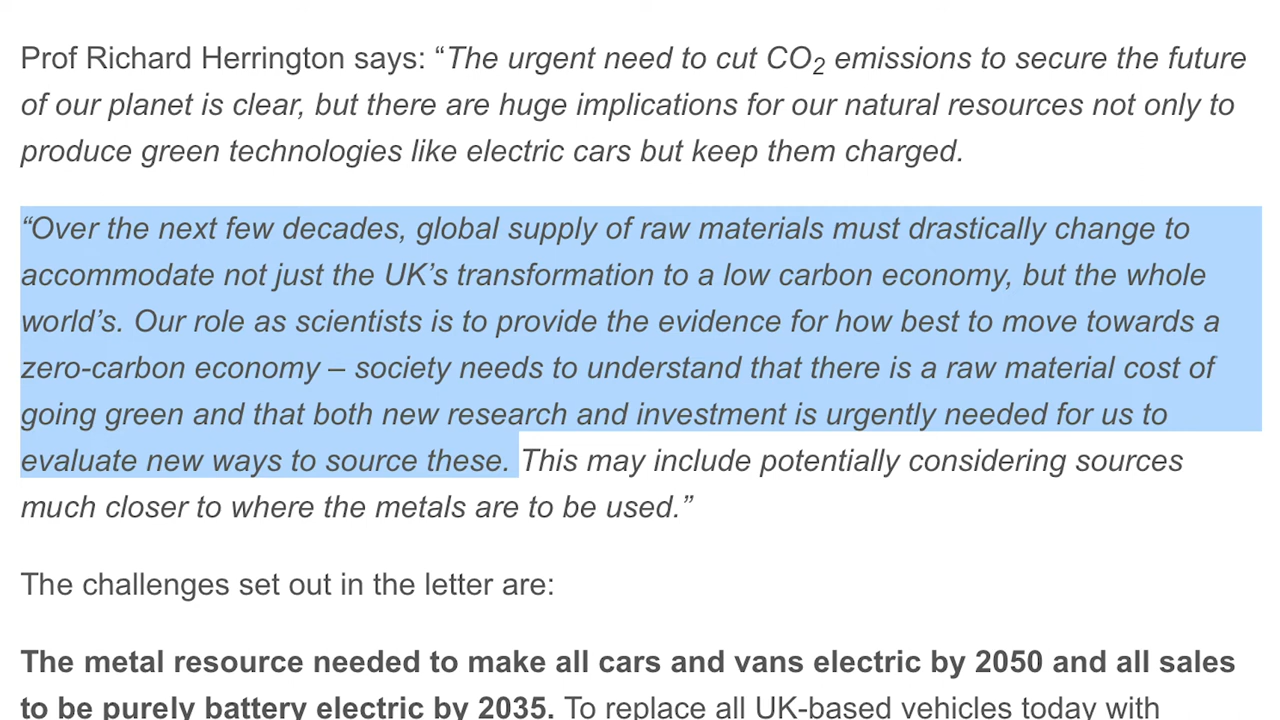 Prof Richard Herrington says: “The urgent need to cut CO2 emissions to secure the future
of our planet is clear, but there are huge implications for our natural resources not only to
produce green technologies like electric cars but keep them charged.
“Over the next few decades, global supply of raw materials must drastically change to
accommodate not just the UK’s transformation to a low carbon economy, but the whole
world’s. Our role as scientists is to provide the evidence for how best to move towards a
zero-carbon economy – society needs to understand that there is a raw material cost of
going green and that both new research and investment is urgently needed for us to
evaluate new ways to source these. This may include potentially considering sources
much closer to where the metals are to be used.”
The challenges set out in the letter are:
The metal resource needed to make all cars and vans electric by 2050 and all sales
to be purely battery electric by 2035. To replace all UK-based vehicles today with